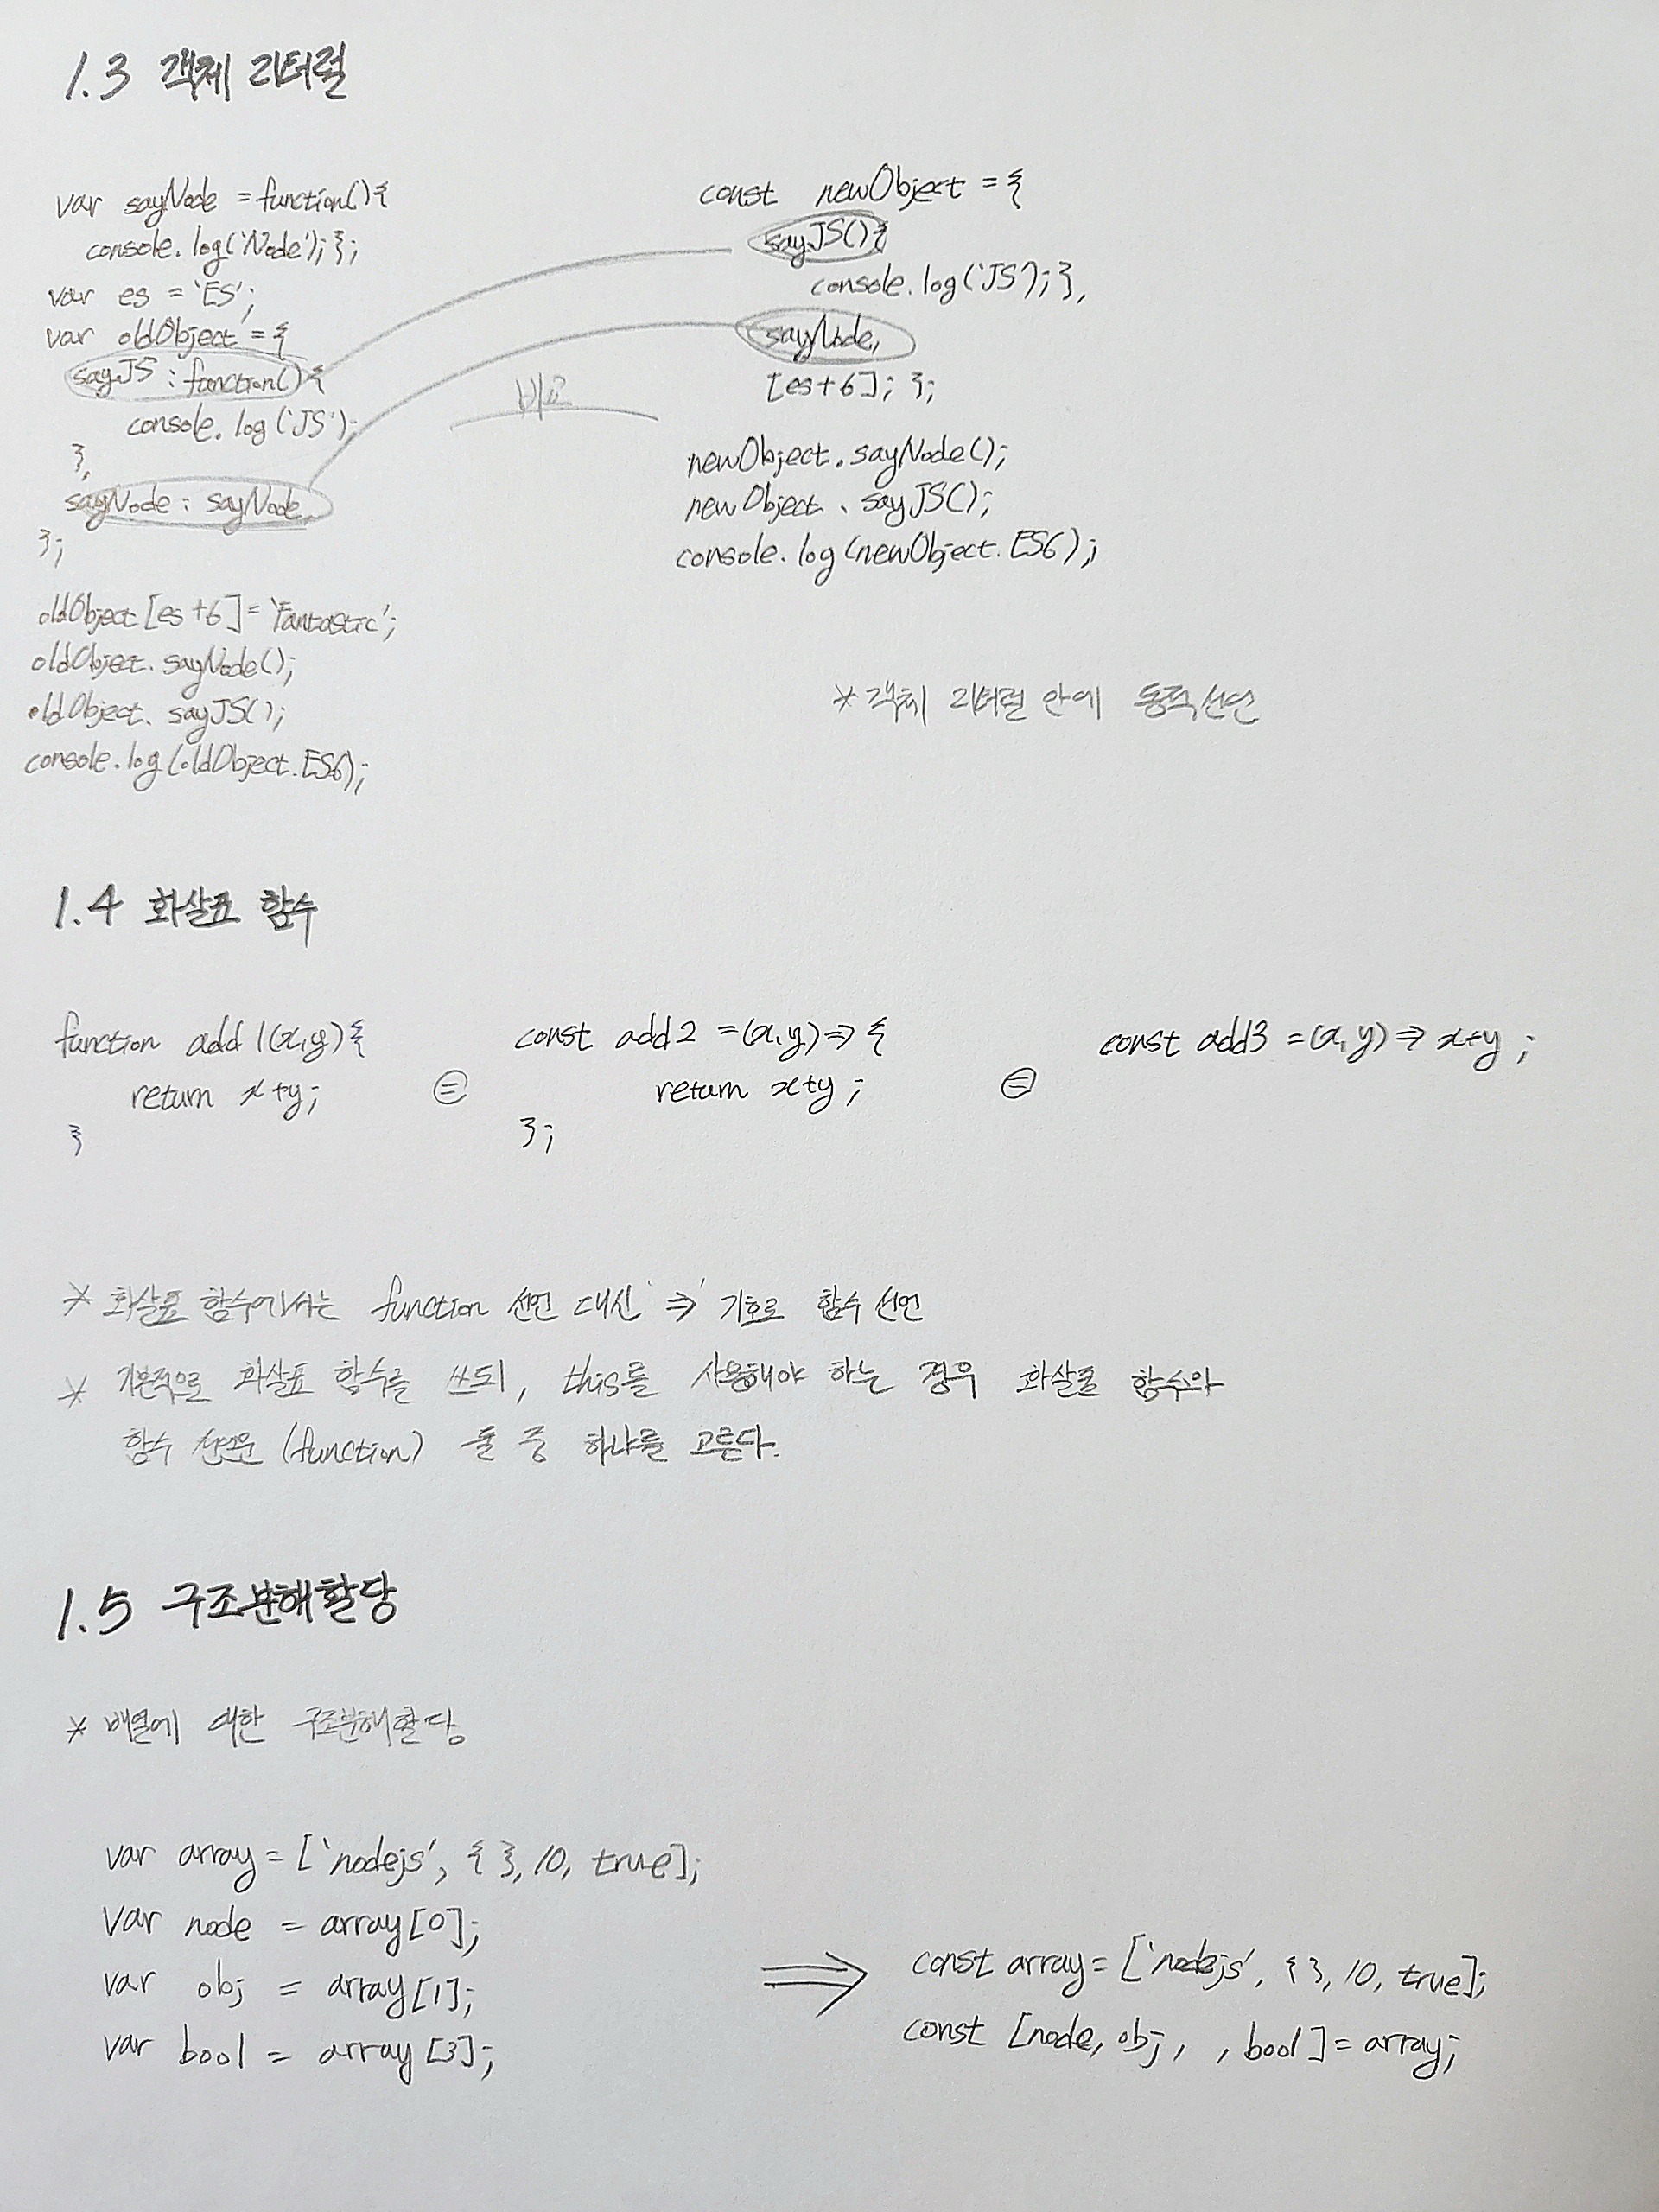 1.3 객체 리터럴
var sayNode = function(){
console.log('Node'); };
var es = 'ES';
var oldObject = {
sayJS : function() {
console.log('JS');
},
sayNode : sayNode,
};
oldObject[es+6] = 'Fantastic';
oldObject.sayNode();
oldObject.sayJS();
console.log(oldObject.ES6);
비교
const newObject = {
sayJS(){
console.log('JS'); },
sayNode,
[es+6]; };
newObject.sayNode();
newObject.sayJS();
console.log(newObject.ES6);
* 객체 리터럴 안에 동적선언
1.4 화살표 함수
function add1(x,y){
return x+y;
}
=
const add2 = (x,y) => {
return x+y;
};
=
const add3 = (x,y) => x+y ;
* 화살표 함수에서는 function 선언 대신 '=>' 기호로 함수 선언
* 기본적으로 화살표 함수를 쓰되, this를 사용해야 하는 경우 화살표 함수와
함수 선언문 (function) 둘 중 하나를 고른다.
1.5 구조분해할당
* 배열에 대한 구조분해할당
var array = ['nodejs', { }, 10, true];
var node = array[0];
var obj = array[1];
var bool = array[3];
⇒
const array = ['nodejs', { }, 10, true];
const [node, obj, , bool] = array;